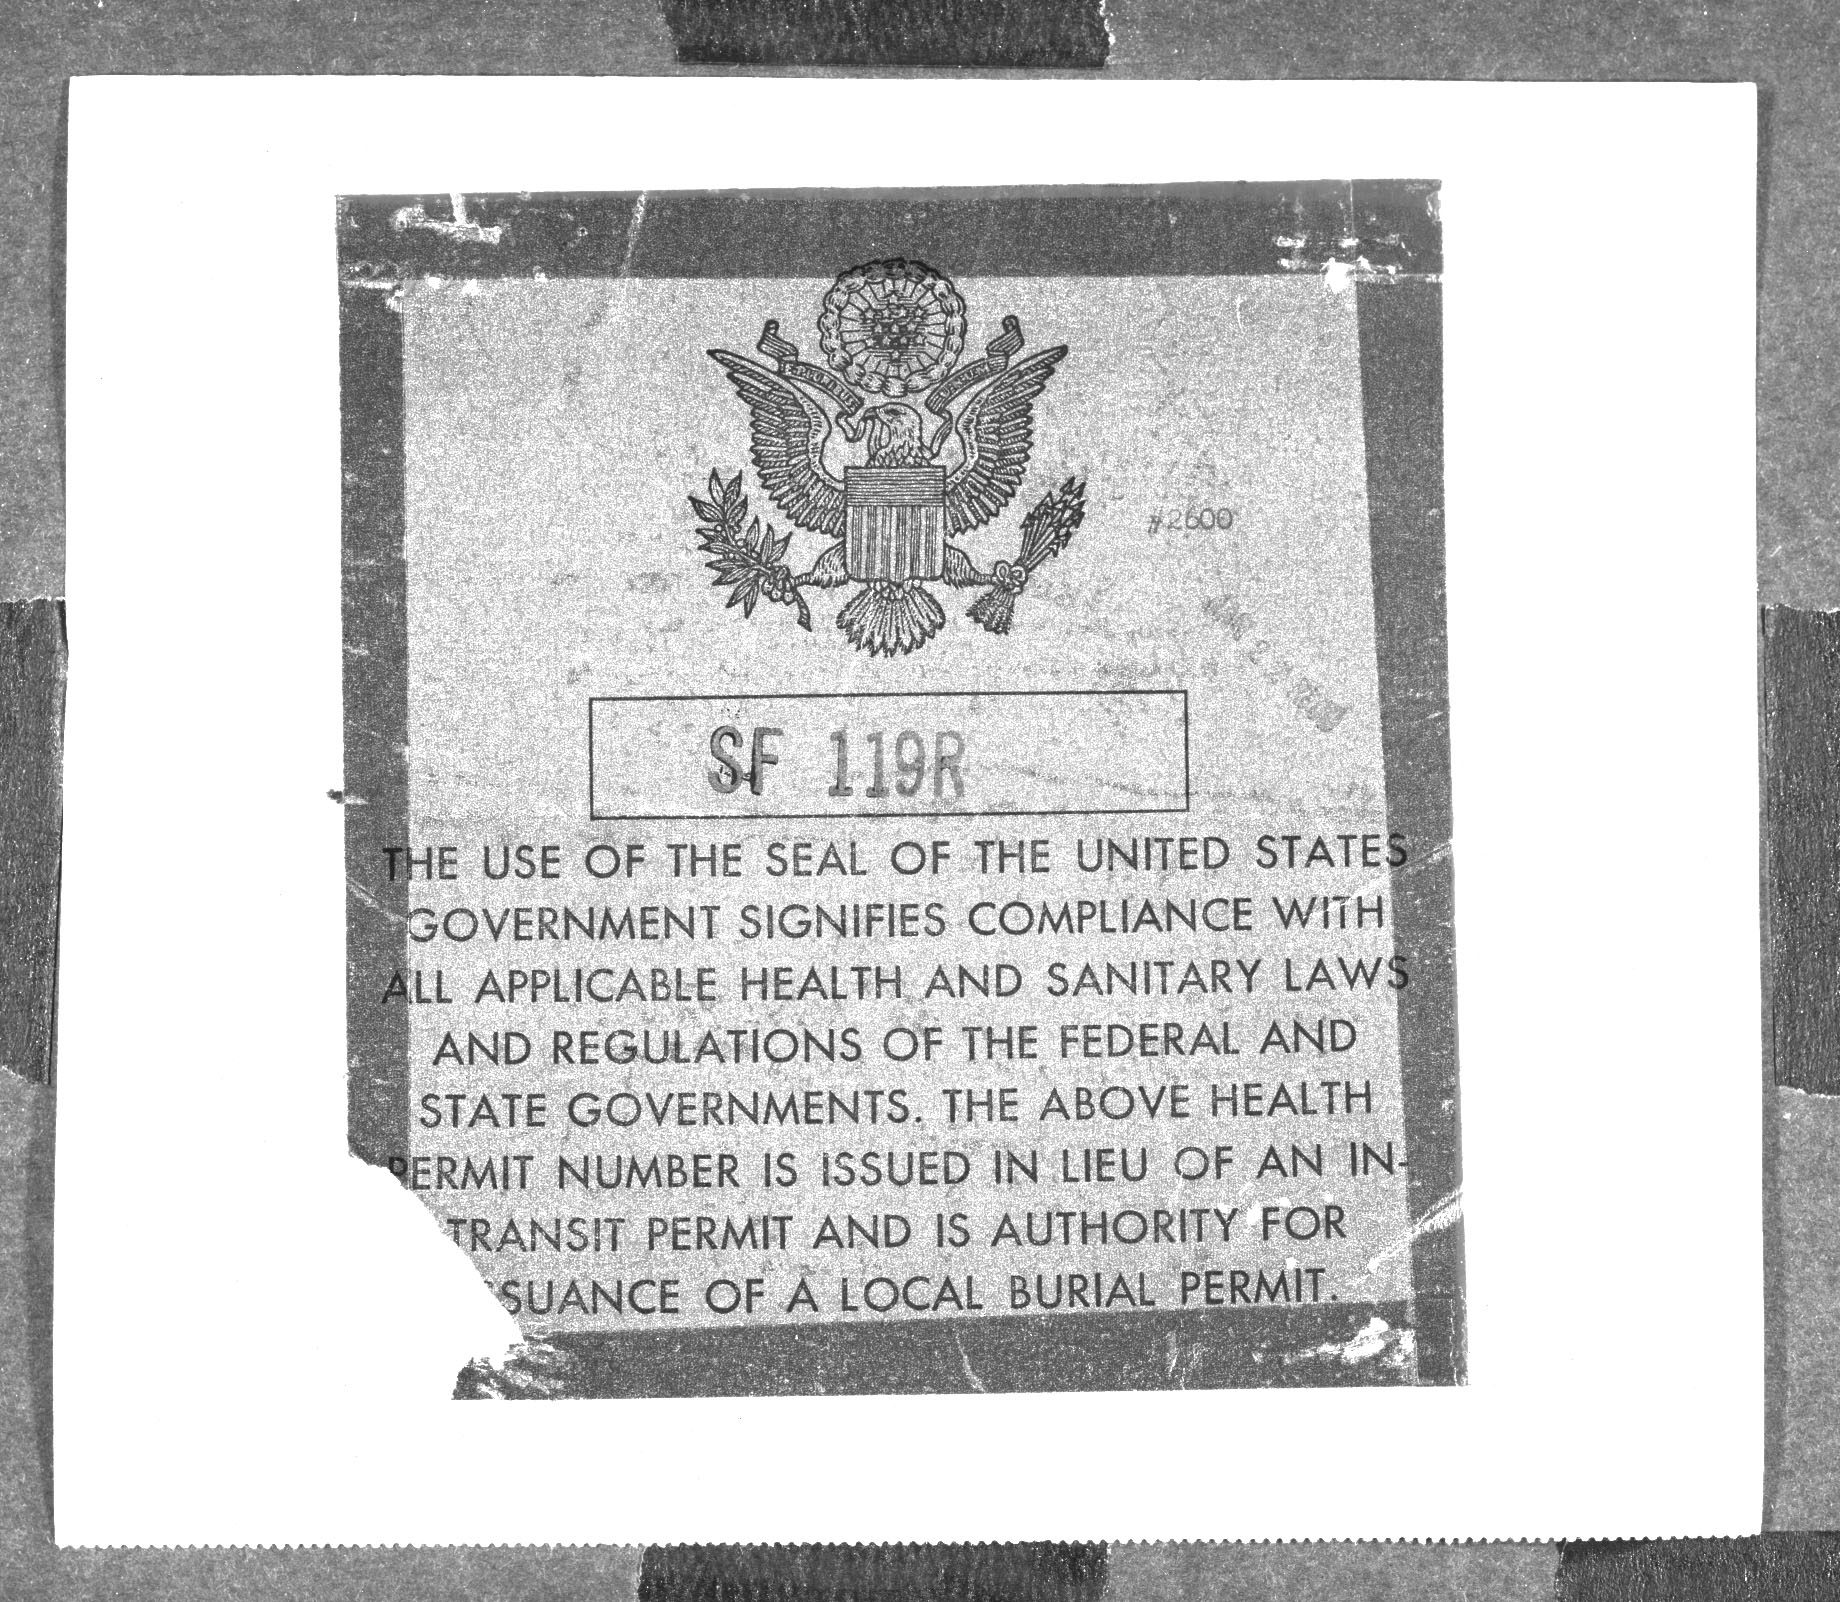 #2600
SF 119R
THE USE OF THE SEAL OF THE UNITED STATES
GOVERNMENT SIGNIFIES COMPLIANCE WITH
ALL APPLICABLE HEALTH AND SANITARY LAWS
AND REGULATIONS OF THE FEDERAL AND
STATE GOVERNMENTS. THE ABOVE HEALTH
PERMIT NUMBER IS ISSUED IN LIEU OF AN IN-
TRANSIT PERMIT AND IS AUTHORITY FOR
SSUANCE OF A LOCAL BURIAL PERMIT.